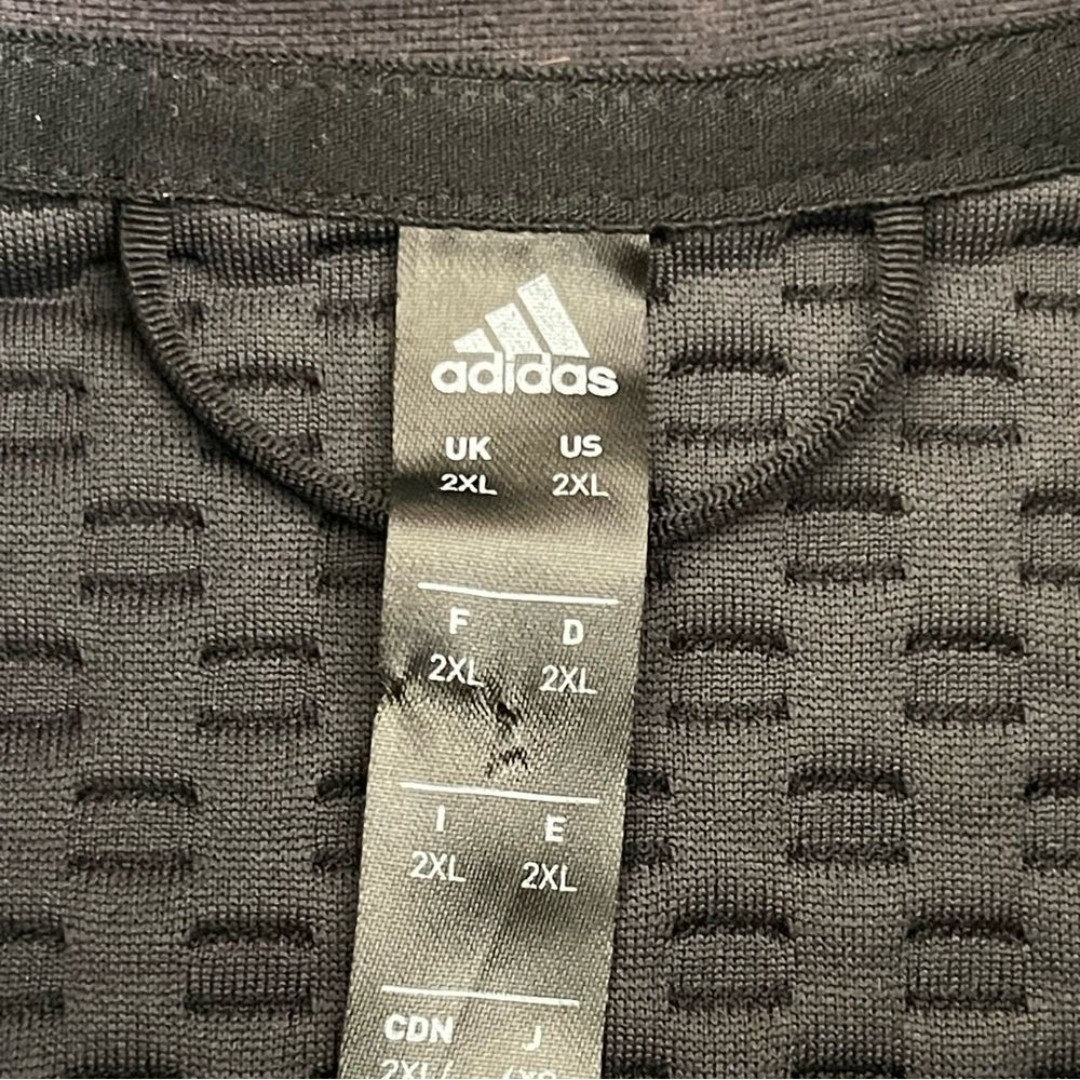 adidas
UK US
2XL 2XL
F D
2XL 2XL
I E
2XL 2XL
CDN J